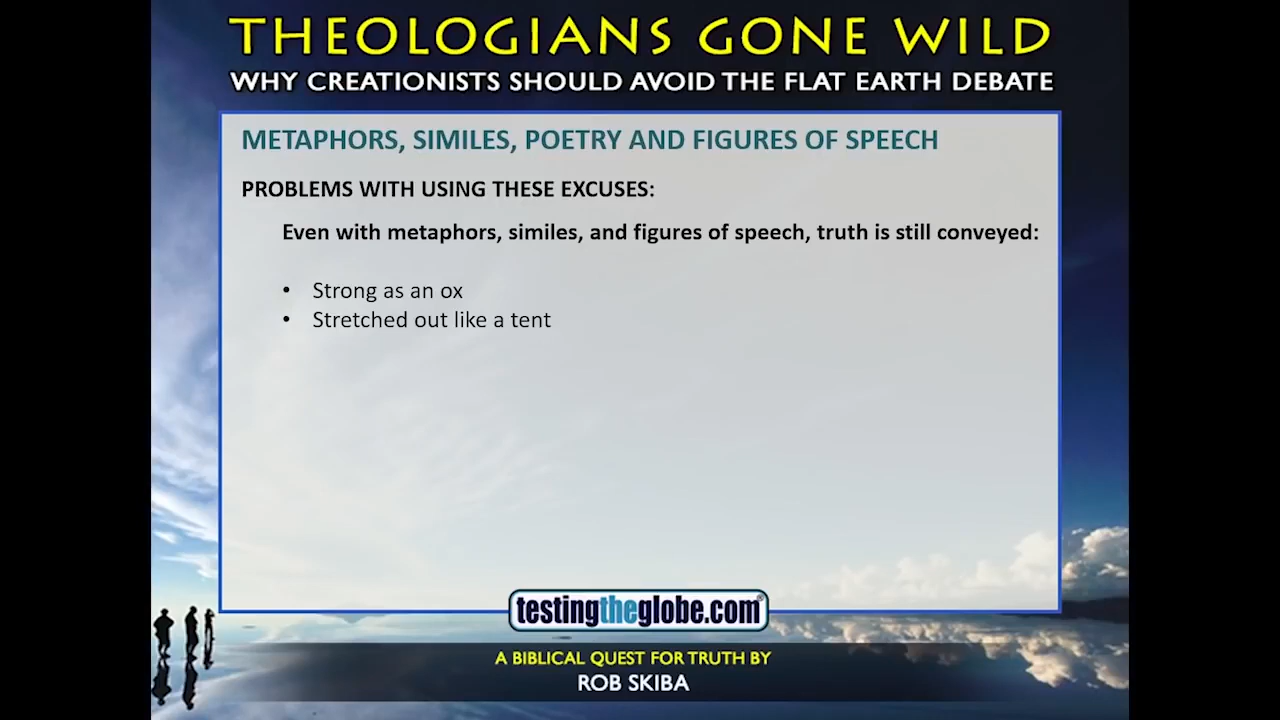 THEOLOGIANS GONE WILD
WHY CREATIONISTS SHOULD AVOID THE FLAT EARTH DEBATE
METAPHORS, SIMILES, POETRY AND FIGURES OF SPEECH
PROBLEMS WITH USING THESE EXCUSES:
Even with metaphors, similes, and figures of speech, truth is still conveyed:
• Strong as an ox
• Stretched out like a tent
testingtheglobe.com®
A BIBLICAL QUEST FOR TRUTH BY
ROB SKIBA